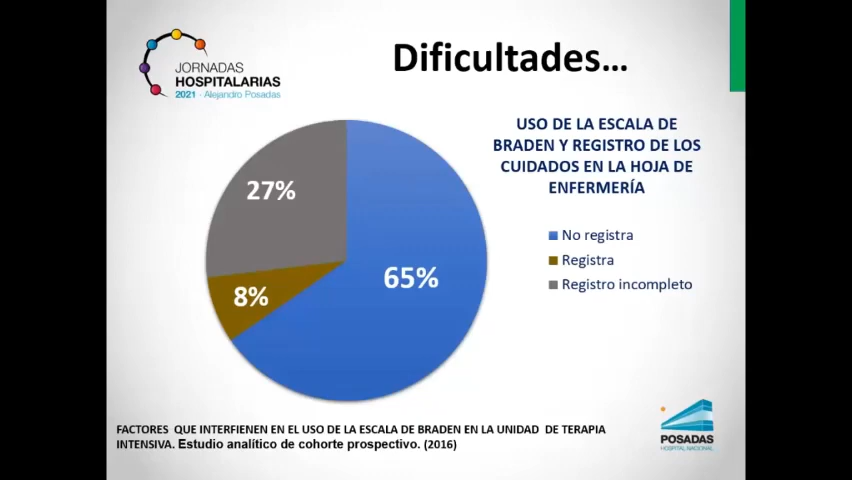 JORNADAS
HOSPITALARIAS
2021 - Alejandro Posadas
Dificultades...
USO DE LA ESCALA DE
BRADEN Y REGISTRO DE LOS
CUIDADOS EN LA HOJA DE
ENFERMERÍA
27%
8%
65%
No registra
Registra
Registro incompleto
FACTORES QUE INTERFIENEN EN EL USO DE LA ESCALA DE BRADEN EN LA UNIDAD DE TERAPIA
INTENSIVA. Estudio analítico de cohorte prospectivo. (2016)
POSADAS
HOSPITAL NACIONAL